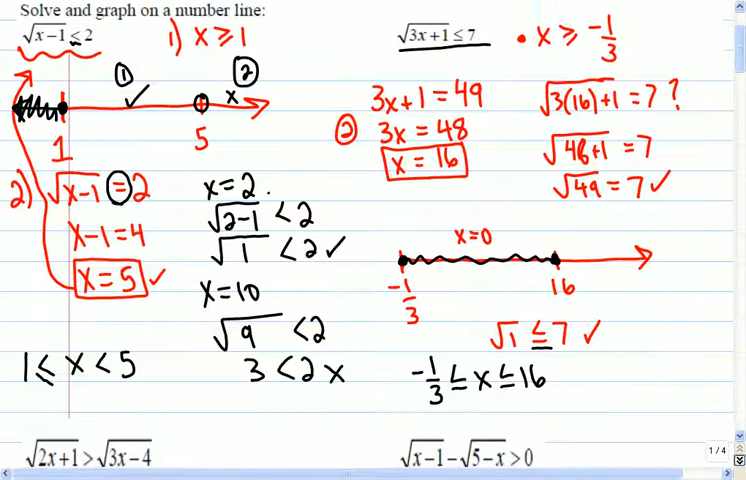 Solve and graph on a number line:
√x−1 ≤ 2
1) x ≥ 1
① ✓
② x
1
5
2) √x−1 = 2
x−1 = 4
x = 5 ✓
1 ≤ x < 5
x = 2 .
√2−1 < 2
√1 < 2 ✓
x = 10
√9 < 2
3 < 2 x
√3x+1 ≤ 7
• x ≥ −1/3
3x+1 = 49
② 3x = 48
x = 16
√3(16)+1 = 7 ?
√48+1 = 7
√49 = 7 ✓
x=0
−1/3
16
√1 ≤ 7 ✓
−1/3 ≤ x ≤ 16
√2x+1 > √3x−4
√x−1 − √5−x > 0
1 / 4